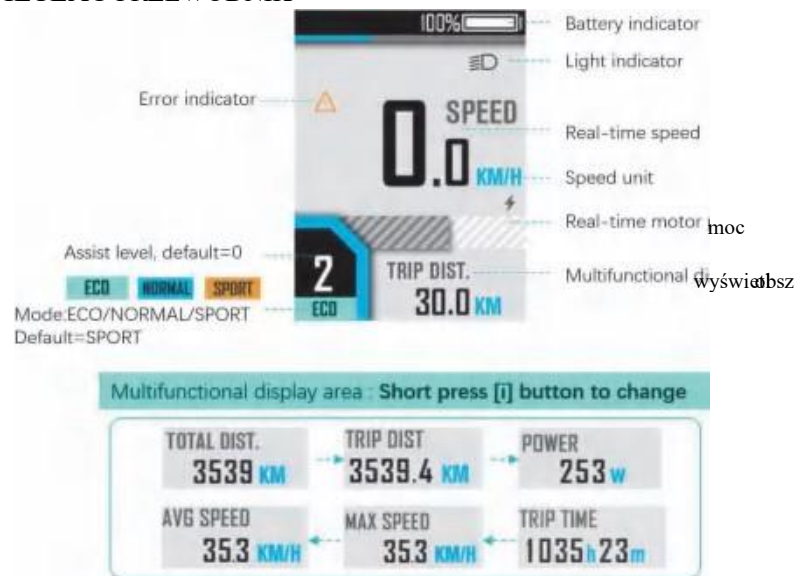 100%
Battery indicator
Light indicator
Error indicator
SPEED
0.0 KM/H
Real-time speed
Speed unit
Real-time motor moc
Assist level, default=0
2
ECO
TRIP DIST.
30.0 KM
Multifunctional di
ECO NORMAL SPORT
Mode:ECO/NORMAL/SPORT
Default=SPORT
Multifunctional display area : Short press [i] button to change
TOTAL DIST.
3539 KM
TRIP DIST
3539.4 KM
POWER
253 w
AVG SPEED
35.3 KM/H
MAX SPEED
35.3 KM/H
TRIP TIME
1035 h 23 m